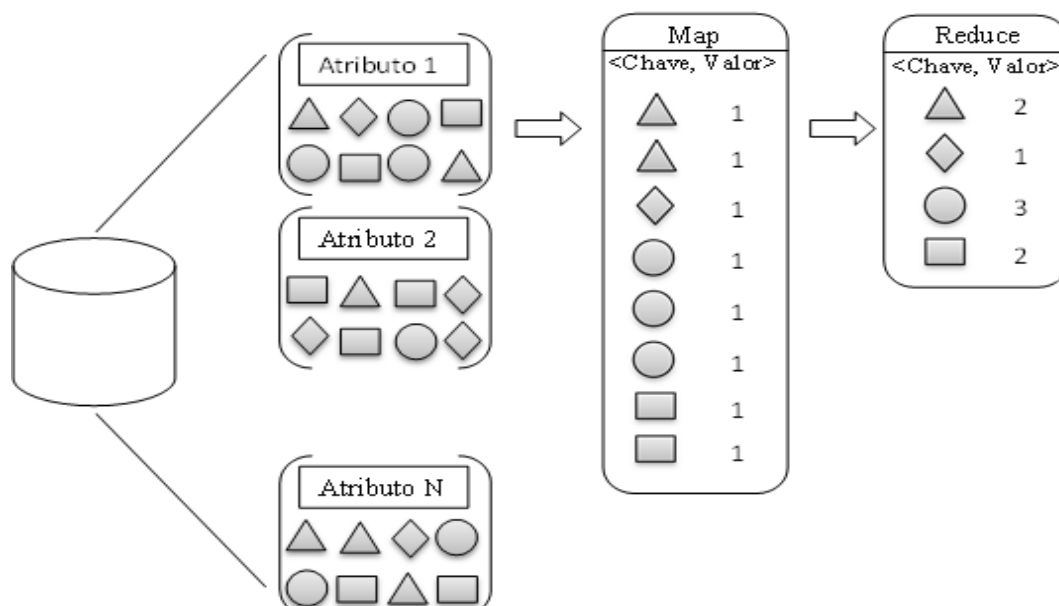 Atributo 1
Atributo 2
Atributo N
Map
<Chave, Valor>
1
1
1
1
1
1
1
1
Reduce
<Chave, Valor>
2
1
3
2